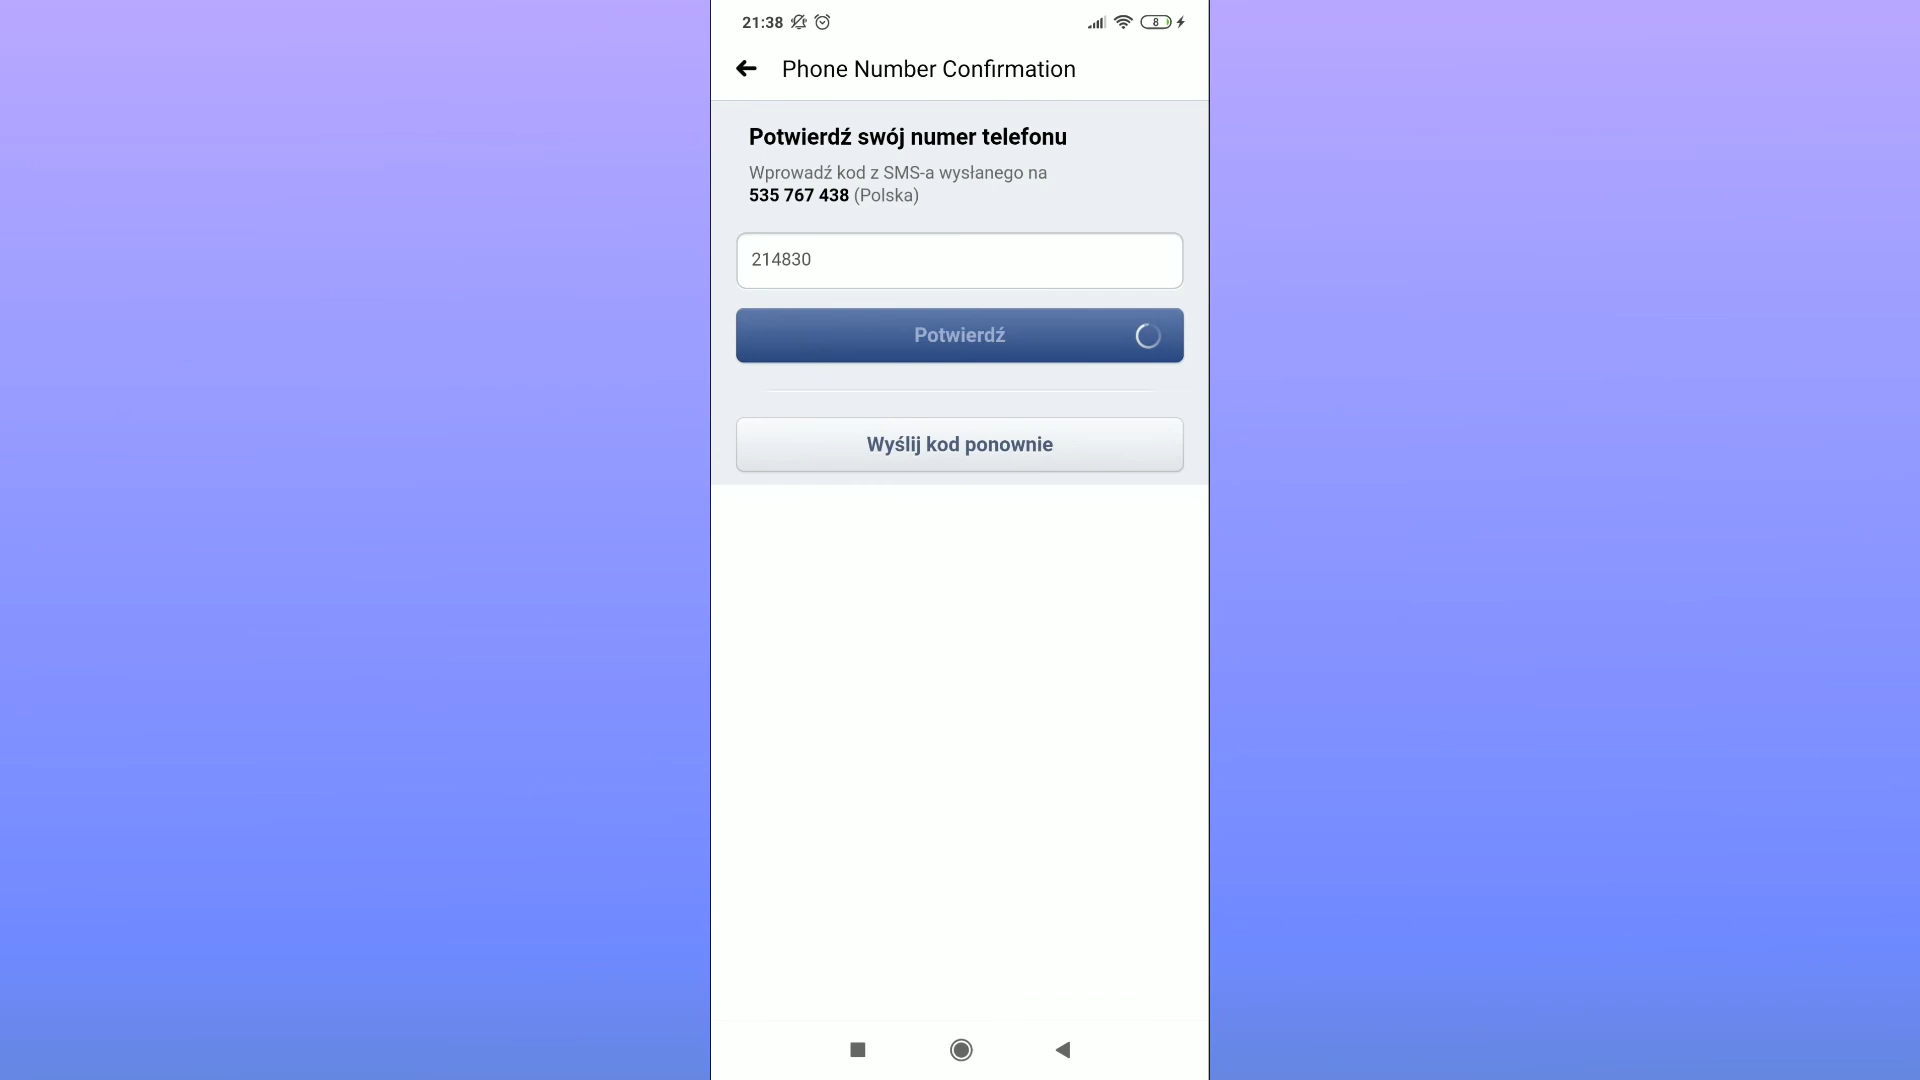 21:38
8
Phone Number Confirmation
Potwierdź swój numer telefonu
Wprowadź kod z SMS-a wysłanego na
535 767 438 (Polska)
214830
Potwierdź
Wyślij kod ponownie